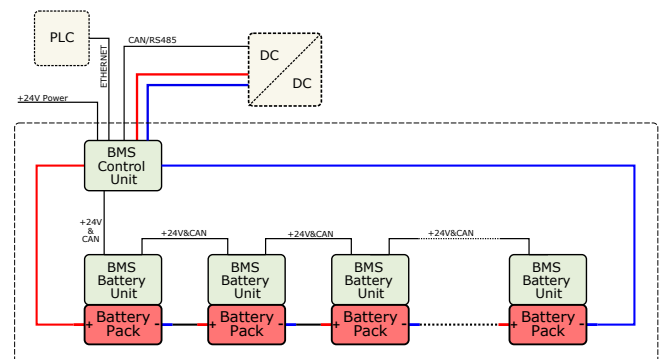 PLC
CAN/RS485
DC
DC
ETHERNET
+24V Power
BMS
Control
Unit
+24V
&
CAN
+24V&CAN
+24V&CAN
+24V&CAN
BMS
Battery
Unit
BMS
Battery
Unit
BMS
Battery
Unit
BMS
Battery
Unit
+ Battery -
Pack
+ Battery -
Pack
+ Battery -
Pack
+ Battery -
Pack